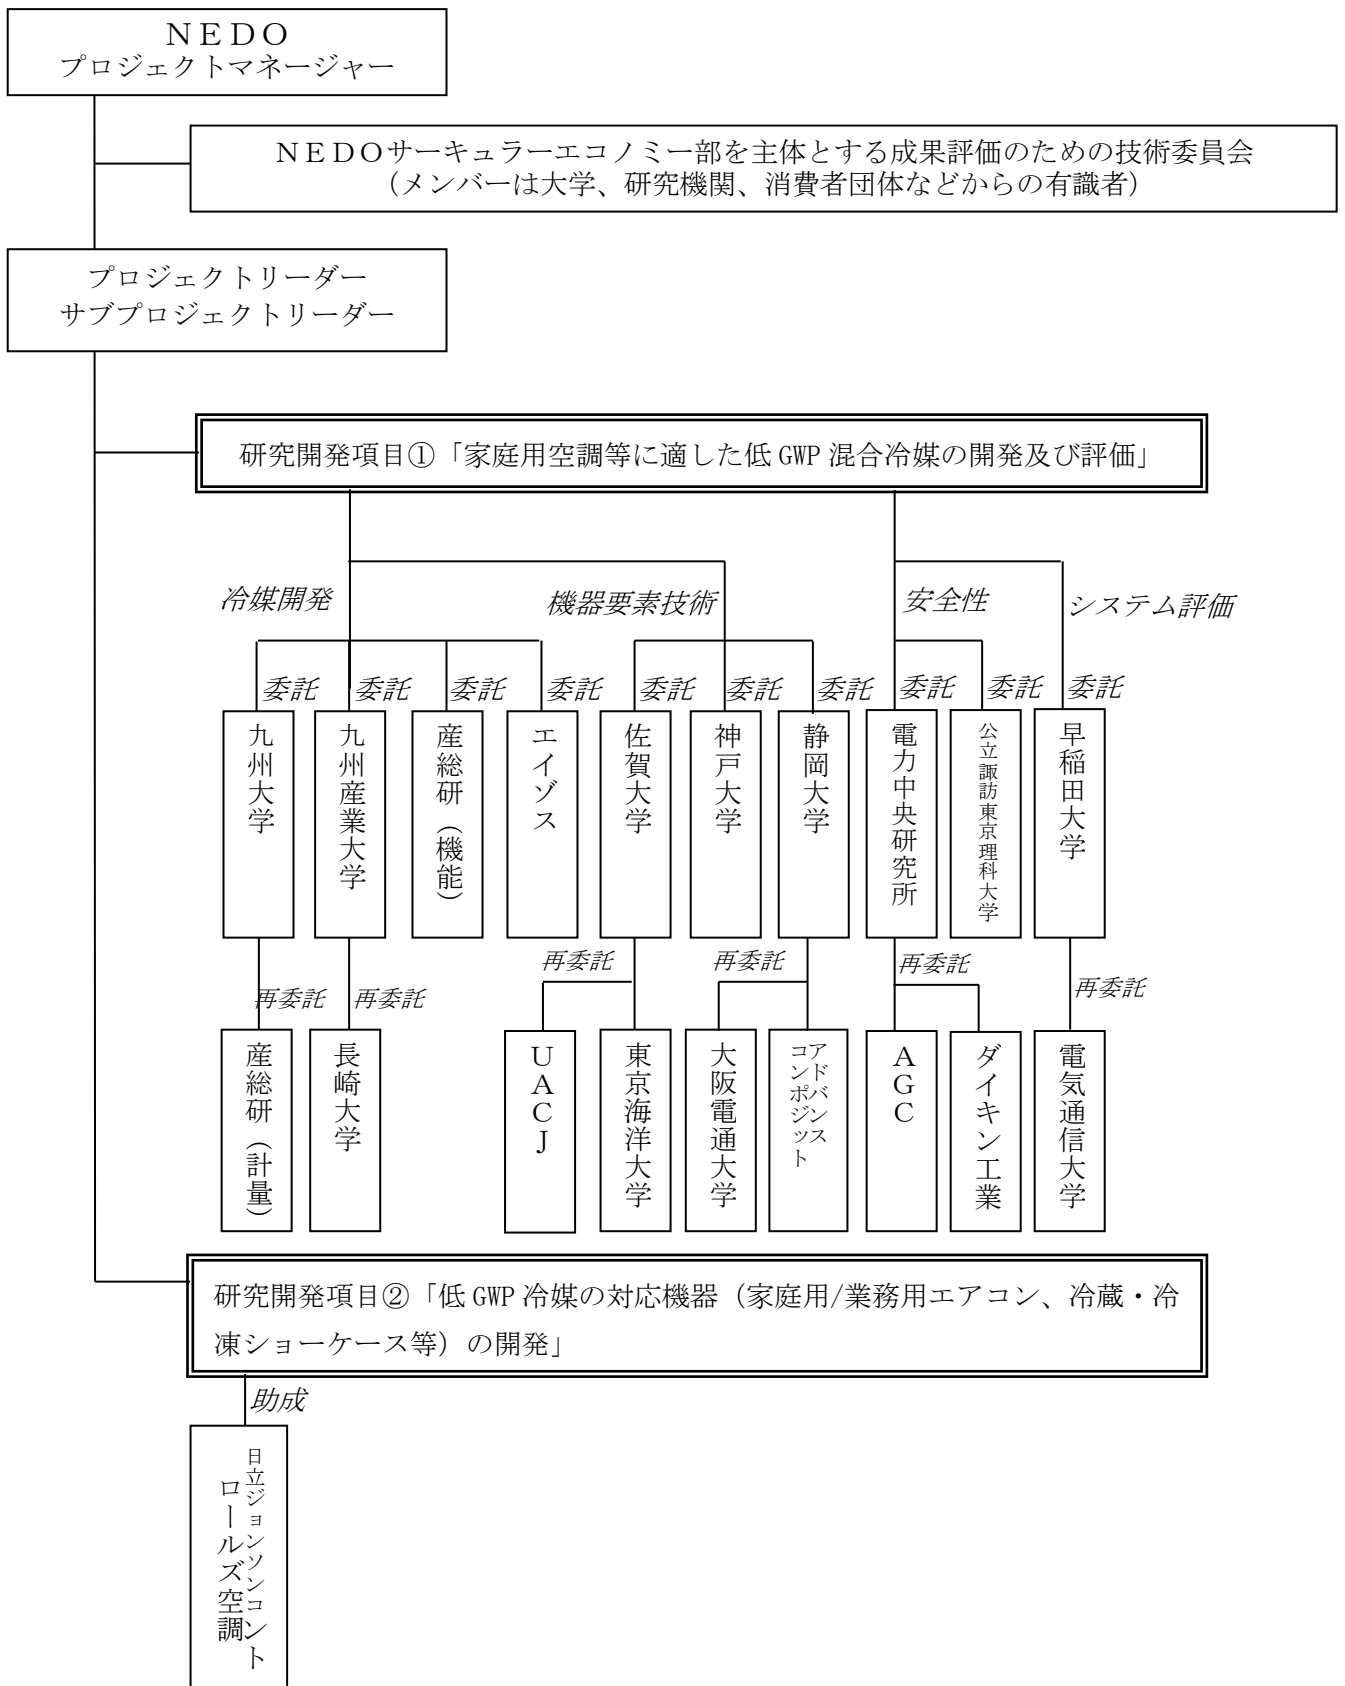 ＮＥＤＯ
プロジェクトマネージャー
ＮＥＤＯサーキュラーエコノミー部を主体とする成果評価のための技術委員会
（メンバーは大学、研究機関、消費者団体などからの有識者）
プロジェクトリーダー
サブプロジェクトリーダー
研究開発項目①「家庭用空調等に適した低 GWP 混合冷媒の開発及び評価」
冷媒開発
機器要素技術
安全性
システム評価
委託
委託
委託
委託
委託
委託
委託
委託
委託
委託
九州大学
九州産業大学
産総研（機能）
エイゾス
佐賀大学
神戸大学
静岡大学
電力中央研究所
公立諏訪東京理科大学
早稲田大学
再委託
再委託
再委託
再委託
再委託
再委託
産総研（計量）
長崎大学
ＵＡＣＪ
東京海洋大学
大阪電通大学
アドバンスト
コンポジット
ＡＧＣ
ダイキン工業
電気通信大学
研究開発項目②「低 GWP 冷媒の対応機器（家庭用/業務用エアコン、冷蔵・冷
凍ショーケース等）の開発」
助成
日立ジョンソンコント
ロールズ空調